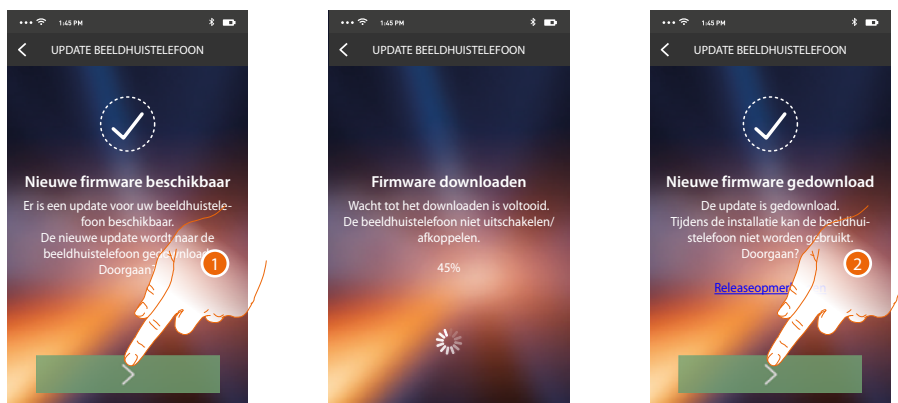 1:45 PM
UPDATE BEELDHUISTELEFOON
Nieuwe firmware beschikbaar
Er is een update voor uw beeldhuistele-
foon beschikbaar.
De nieuwe update wordt naar de
beeldhuistelefoon gedownload.
Doorgaan?
1
1:45 PM
UPDATE BEELDHUISTELEFOON
Firmware downloaden
Wacht tot het downloaden is voltooid.
De beeldhuistelefoon niet uitschakelen/
afkoppelen.
45%
1:45 PM
UPDATE BEELDHUISTELEFOON
Nieuwe firmware gedownload
De update is gedownload.
Tijdens de installatie kan de beeldhui-
stelefoon niet worden gebruikt.
Doorgaan?
2
Releaseopmerkingen